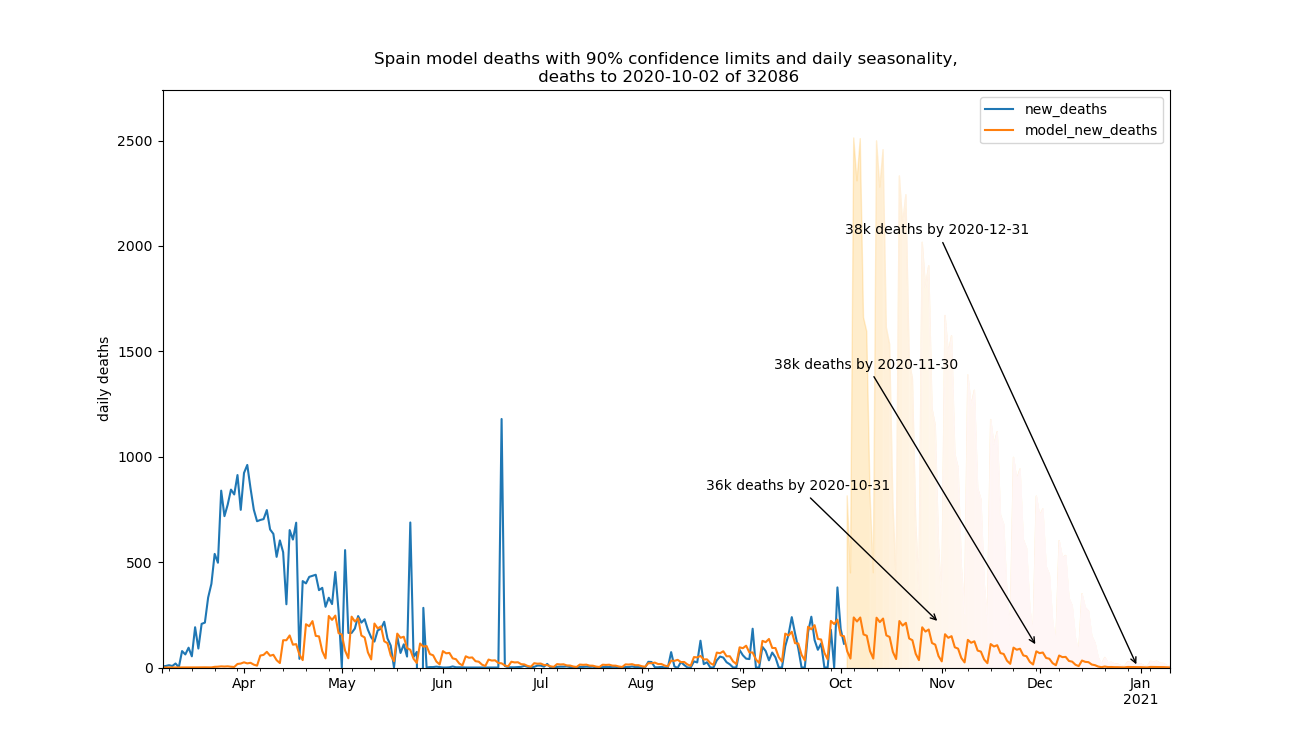 Spain model deaths with 90% confidence limits and daily seasonality,
deaths to 2020-10-02 of 32086
new_deaths
model_new_deaths
2500
2000
1500
1000
500
0
daily deaths
38k deaths by 2020-12-31
38k deaths by 2020-11-30
36k deaths by 2020-10-31
Apr May Jun Jul Aug Sep Oct Nov Dec Jan
2021